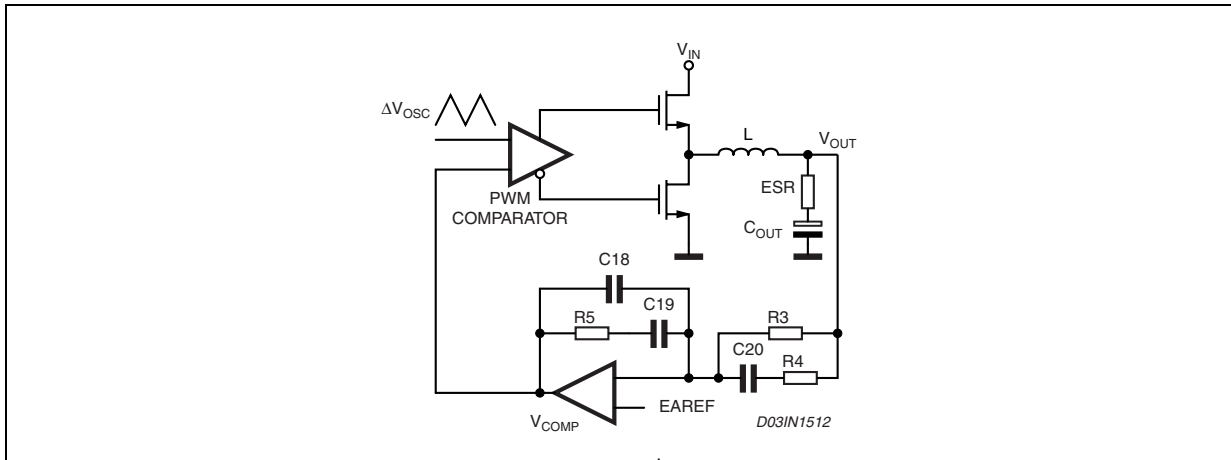 V_IN
ΔV_OSC
L
V_OUT
ESR
PWM
COMPARATOR
C_OUT
C18
C19
R5
R3
C20
R4
EAREF
V_COMP
D03IN1512